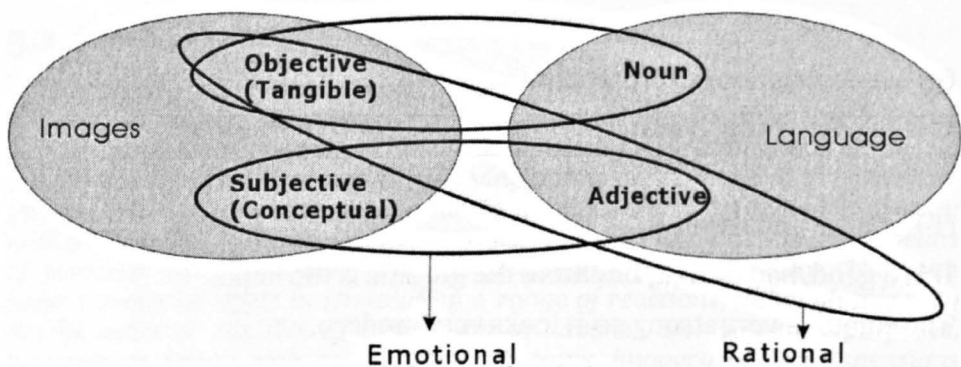 Objective
(Tangible)
Noun
Images
Language
Subjective
(Conceptual)
Adjective
Emotional
Rational